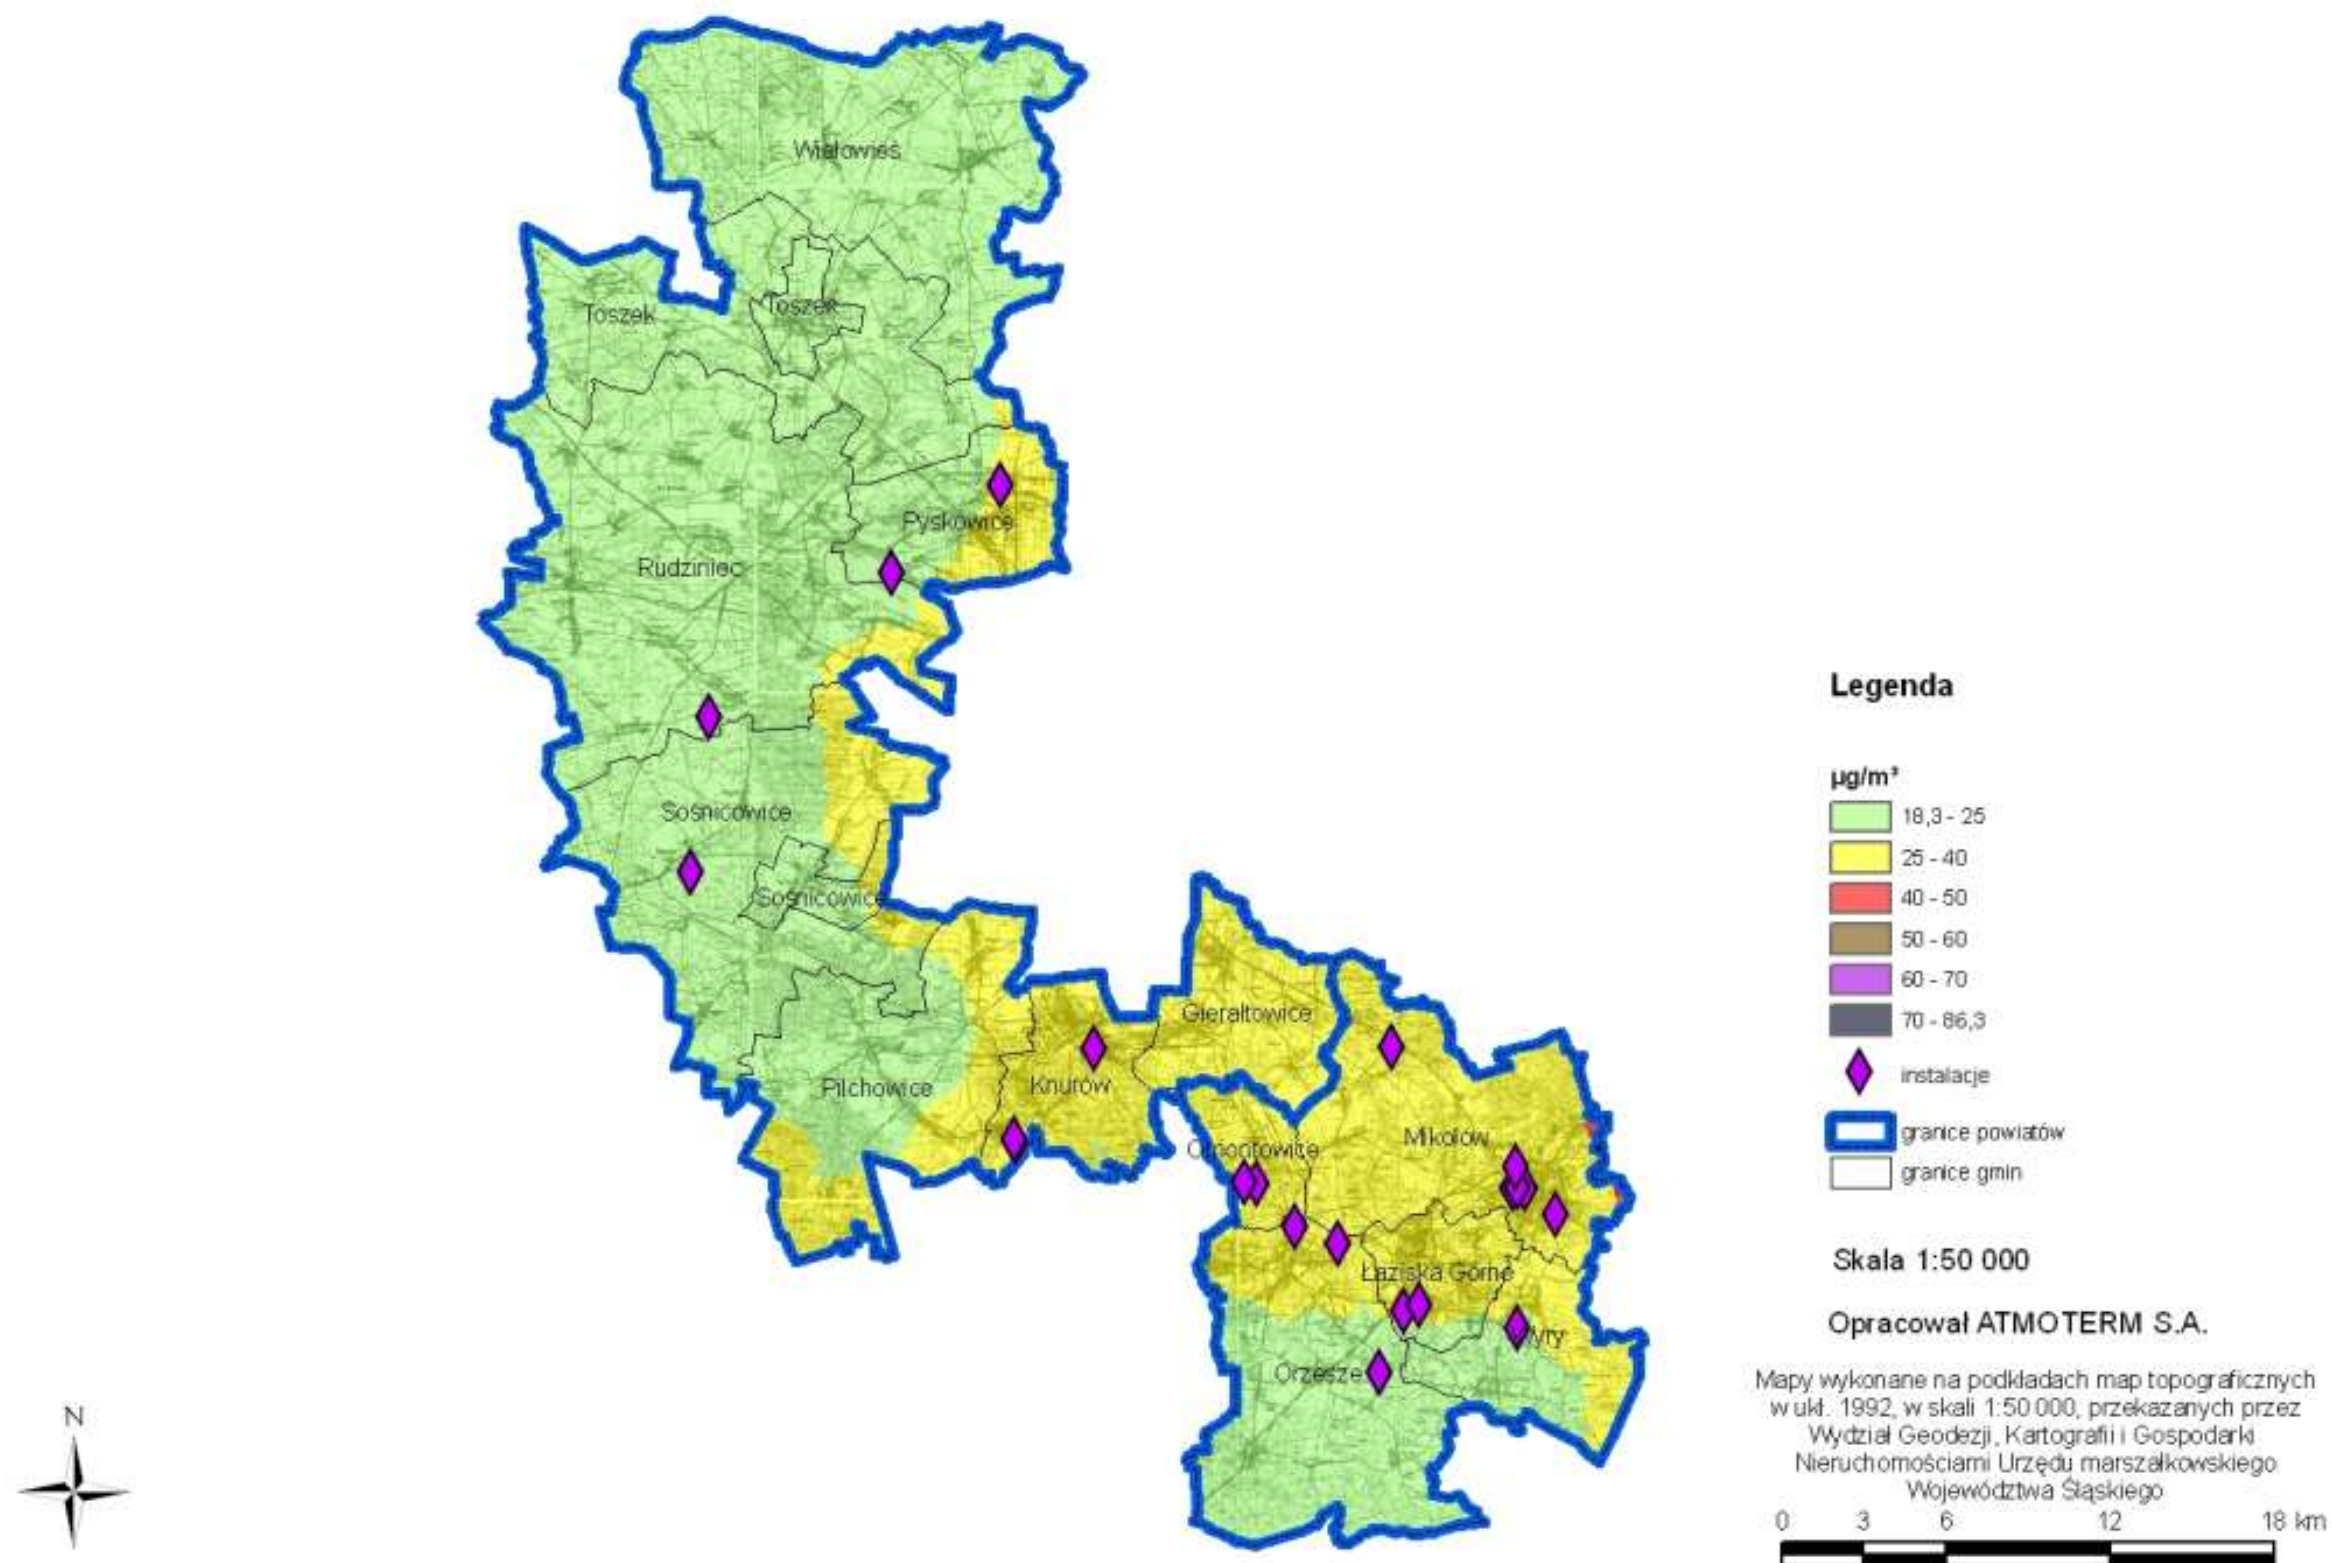 Wielowieś
Toszek
Toszek
Pyskowice
Rudziniec
Sośnicowice
Sośnicowice
Gierałtowice
Pilchowice
Knurów
Ornontowice
Mikołów
Łaziska Górne
Wyry
Orzesze
N
Legenda
µg/m³
18,3 - 25
25 - 40
40 - 50
50 - 60
60 - 70
70 - 86,3
instalacje
granice powiatów
granice gmin
Skala 1:50 000
Opracował ATMOTERM S.A.
Mapy wykonane na podkładach map topograficznych
w ukł. 1992, w skali 1:50 000, przekazanych przez
Wydział Geodezji, Kartografii i Gospodarki
Nieruchomościami Urzędu marszałkowskiego
Województwa Śląskiego
0 3 6 12 18 km